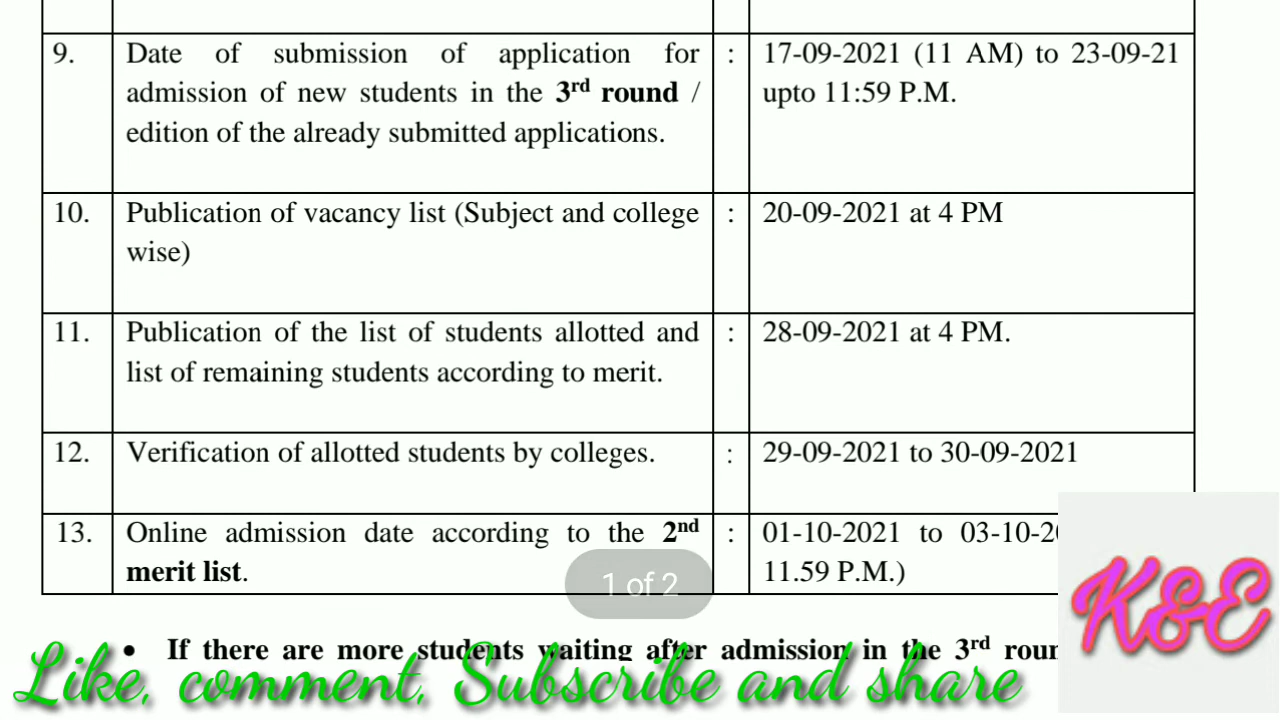 9. Date of submission of application for : 17-09-2021 (11 AM) to 23-09-21
admission of new students in the 3rd round / upto 11:59 P.M.
edition of the already submitted applications.
10. Publication of vacancy list (Subject and college : 20-09-2021 at 4 PM
wise)
11. Publication of the list of students allotted and : 28-09-2021 at 4 PM.
list of remaining students according to merit.
12. Verification of allotted students by colleges. : 29-09-2021 to 30-09-2021
13. Online admission date according to the 2nd : 01-10-2021 to 03-10-
merit list. 11.59 P.M.)
1 of 2
• If there are more students waiting after admission in the 3rd
Like, comment, Subscribe and share
K&E